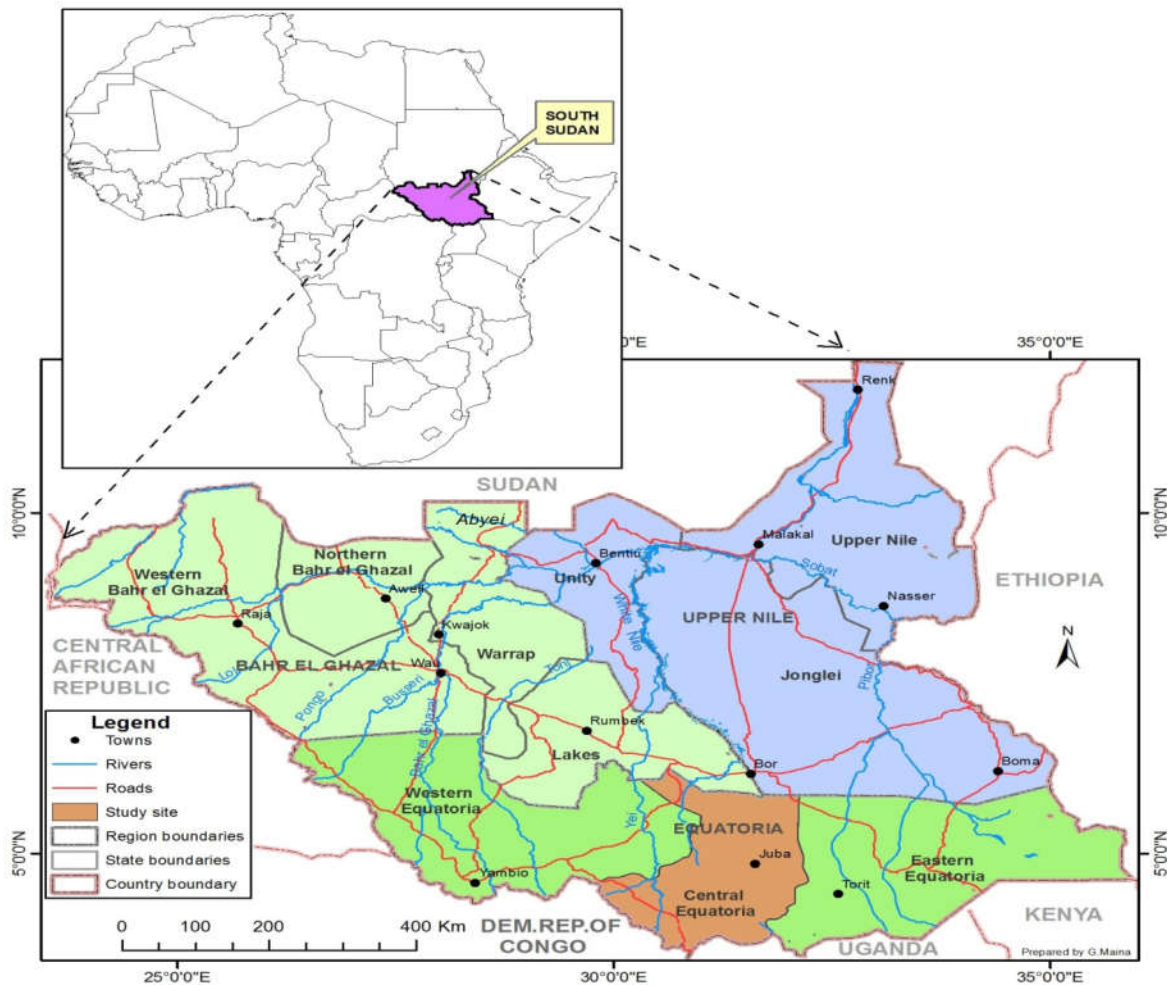 SOUTH
SUDAN
0°0'0"E
35°0'0"E
Renk
SUDAN
10°0'0"N
10°0'0"N
Abyei
Malakal
Upper Nile
Northern
Bahr el Ghazal
Bentiu
Western
Bahr el Ghazal
Unity
Sobat
ETHIOPIA
Aweil
Nasser
White Nile
Raja
UPPER NILE
Kwajok
CENTRAL
AFRICAN
REPUBLIC
BAHR EL GHAZAL
Warrap
Wau
Tonj
Jonglei
Pibor
Lol
Pongo
Busseri
N
Bahr el Ghazal
Rumbek
Lakes
Bor
Boma
Legend
Towns
Rivers
Roads
Study site
Region boundaries
State boundaries
Country boundary
Western
Equatoria
Yei
EQUATORIA
5°0'0"N
5°0'0"N
Juba
Eastern
Equatoria
Yambio
Torit
Central
Equatoria
KENYA
0 100 200 400 Km
DEM.REP.OF
CONGO
UGANDA
Prepared by G.Maina
25°0'0"E
30°0'0"E
35°0'0"E